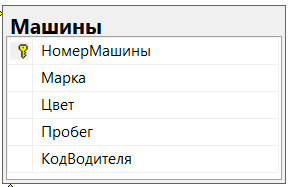 Машины
НомерМашины
Марка
Цвет
Пробег
КодВодителя